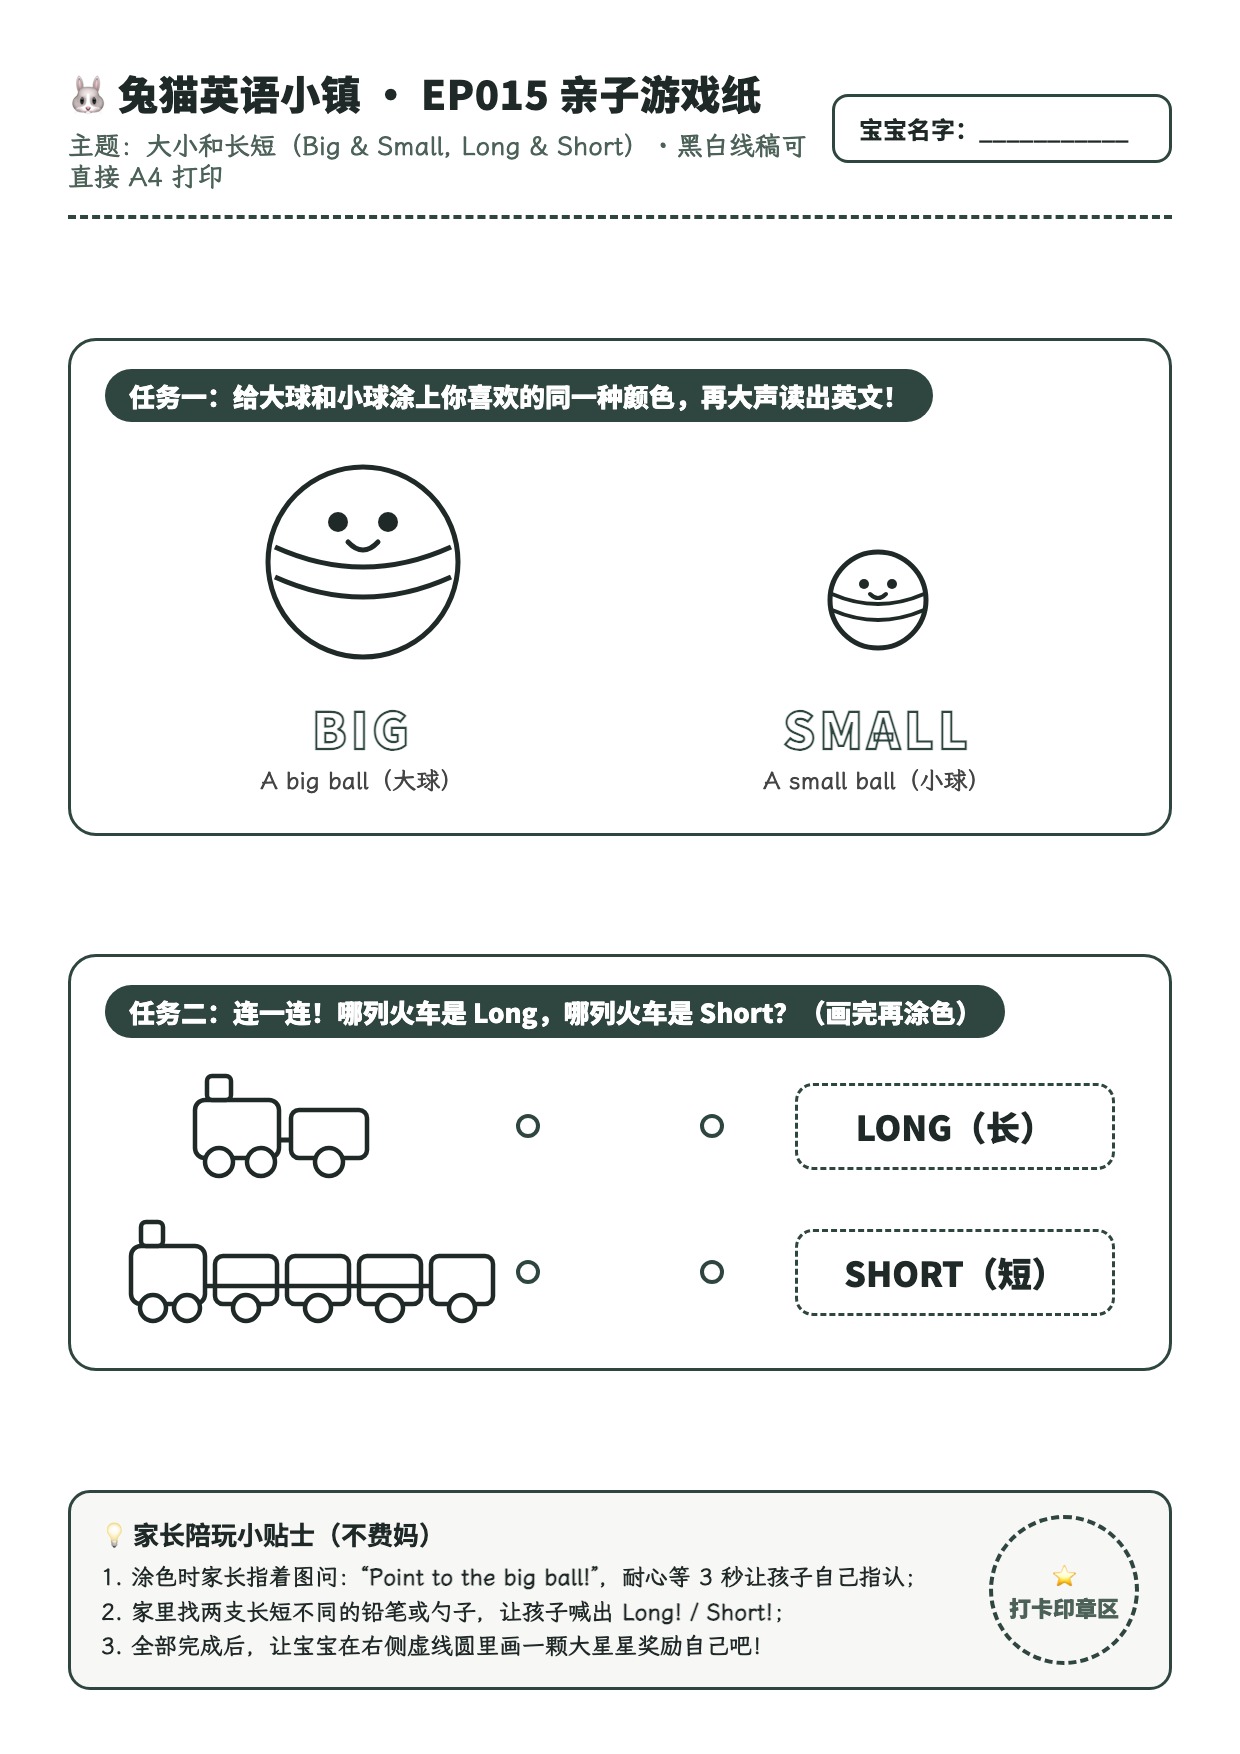 兔猫英语小镇 · EP015 亲子游戏纸
主题：大小和长短（Big & Small, Long & Short）·黑白线稿可
直接 A4 打印
宝宝名字：___________
任务一：给大球和小球涂上你喜欢的同一种颜色，再大声读出英文！
BIG
A big ball（大球）
SMALL
A small ball（小球）
任务二：连一连！哪列火车是 Long，哪列火车是 Short？（画完再涂色）
LONG（长）
SHORT（短）
家长陪玩小贴士（不费妈）
1. 涂色时家长指着图问：“Point to the big ball!”，耐心等 3 秒让孩子自己指认；
2. 家里找两支长短不同的铅笔或勺子，让孩子喊出 Long! / Short!；
3. 全部完成后，让宝宝在右侧虚线圆里画一颗大星星奖励自己吧！
打卡印章区